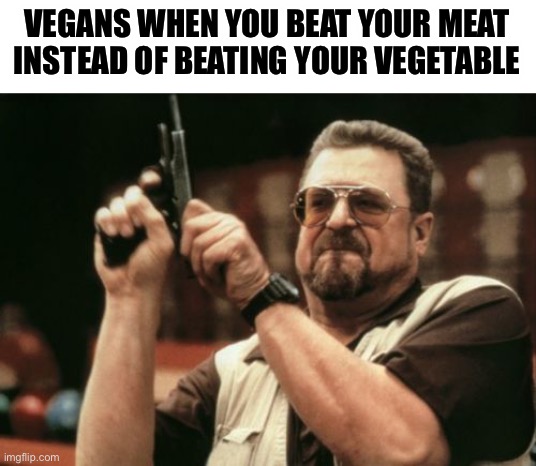 VEGANS WHEN YOU BEAT YOUR MEAT
INSTEAD OF BEATING YOUR VEGETABLE
imgflip.com